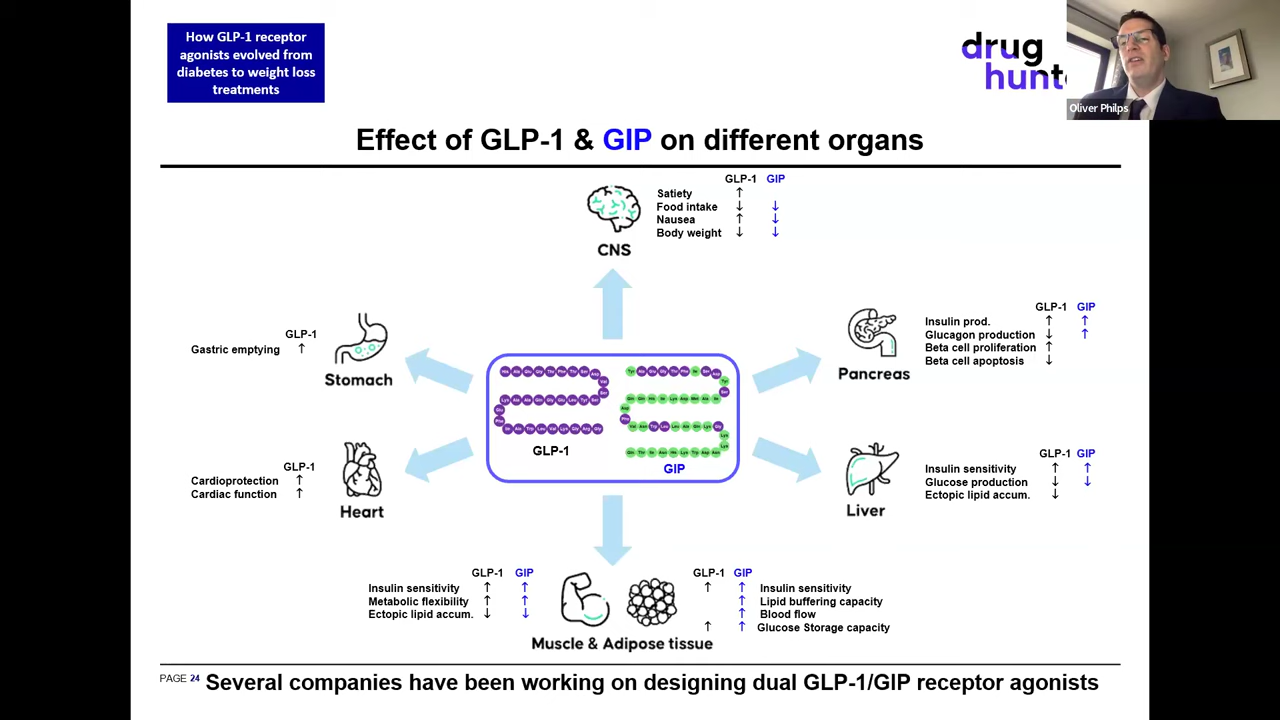 How GLP-1 receptor
agonists evolved from
diabetes to weight loss
treatments
drug
hunt
Oliver Philps
Effect of GLP-1 & GIP on different organs
GLP-1 GIP
Satiety ↑
Food intake ↓ ↓
Nausea ↑ ↓
Body weight ↓ ↓
CNS
GLP-1
Gastric emptying ↑
Stomach
GLP-1 GIP
Insulin prod. ↑ ↑
Glucagon production ↓ ↑
Beta cell proliferation ↑
Beta cell apoptosis ↓
Pancreas
GLP-1
GIP
GLP-1
Cardioprotection ↑
Cardiac function ↑
Heart
GLP-1 GIP
Insulin sensitivity ↑ ↑
Glucose production ↓ ↓
Ectopic lipid accum. ↓
Liver
GLP-1 GIP
Insulin sensitivity ↑ ↑
Metabolic flexibility ↑ ↑
Ectopic lipid accum. ↓ ↓
GLP-1 GIP
↑ ↑ Insulin sensitivity
↑ Lipid buffering capacity
↑ Blood flow
↑ ↑ Glucose Storage capacity
Muscle & Adipose tissue
PAGE 24 Several companies have been working on designing dual GLP-1/GIP receptor agonists